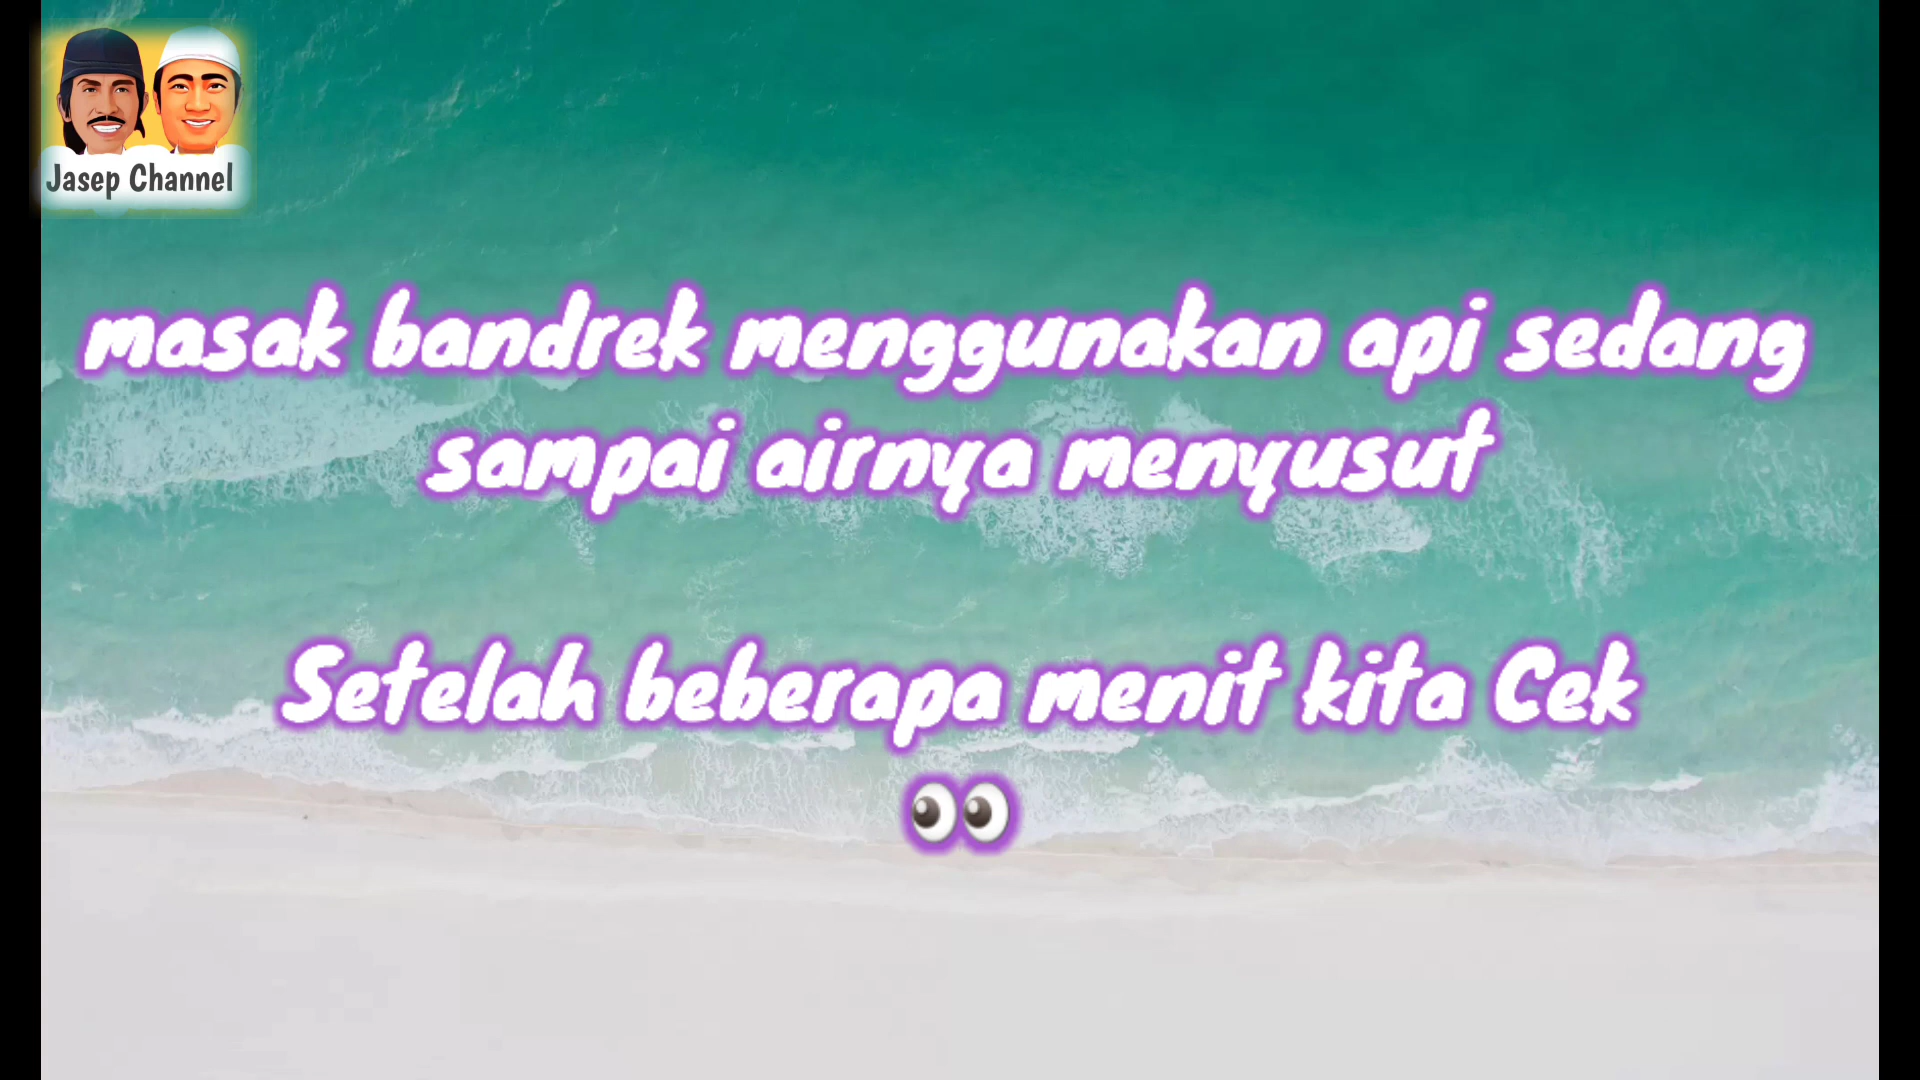 Jasep Channel
masak bandrek menggunakan api sedang
sampai airnya menyusut
Setelah beberapa menit kita Cek
👀